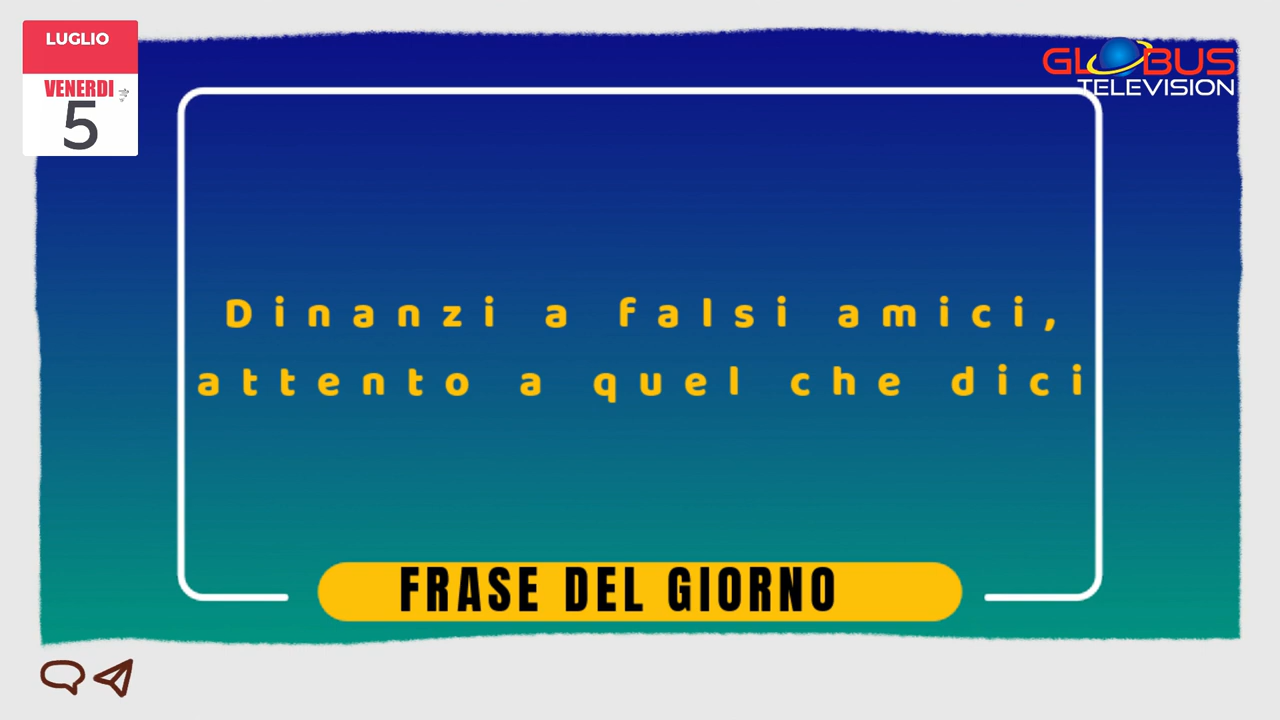 LUGLIO
VENERDI
5
GLOBUS
TELEVISION
Dinanzi a falsi amici,
attento a quel che dici
FRASE DEL GIORNO